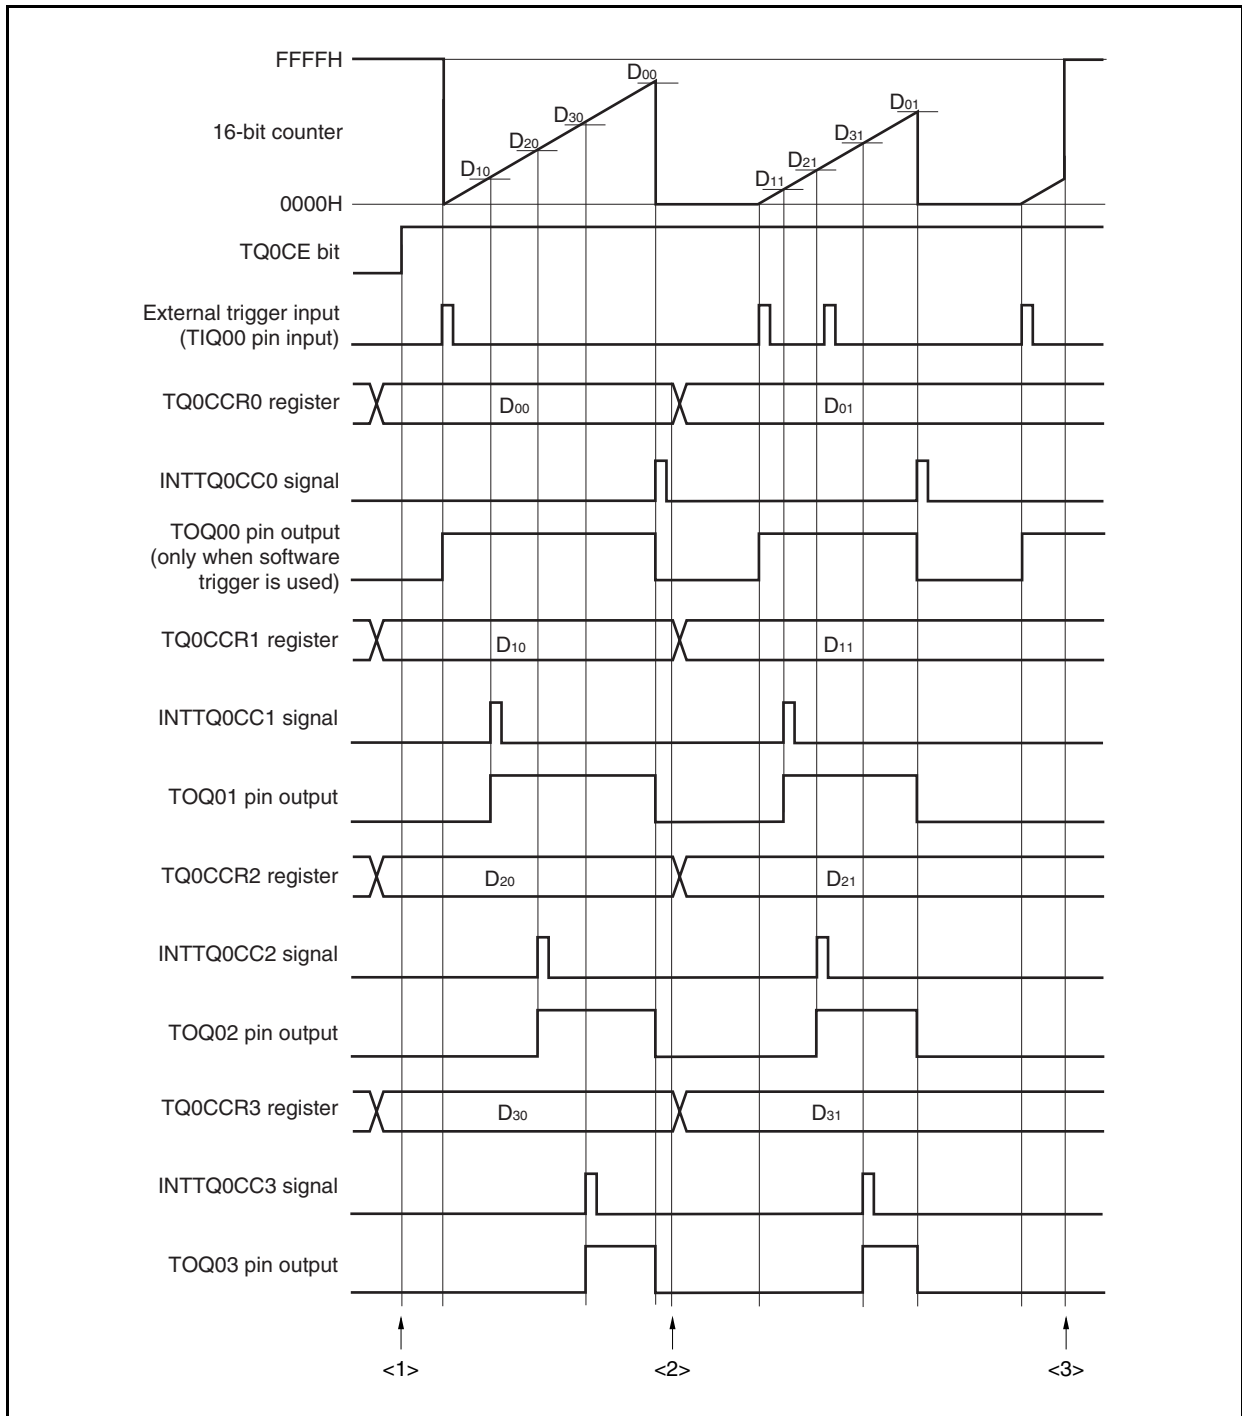 FFFFH
D00
D30
D01
16-bit counter
D31
D20
D21
D10
D11
0000H
TQ0CE bit
External trigger input
(TIQ00 pin input)
TQ0CCR0 register
D00
D01
INTTQ0CC0 signal
TOQ00 pin output
(only when software
trigger is used)
TQ0CCR1 register
D10
D11
INTTQ0CC1 signal
TOQ01 pin output
TQ0CCR2 register
D20
D21
INTTQ0CC2 signal
TOQ02 pin output
TQ0CCR3 register
D30
D31
INTTQ0CC3 signal
TOQ03 pin output
<1>
<2>
<3>